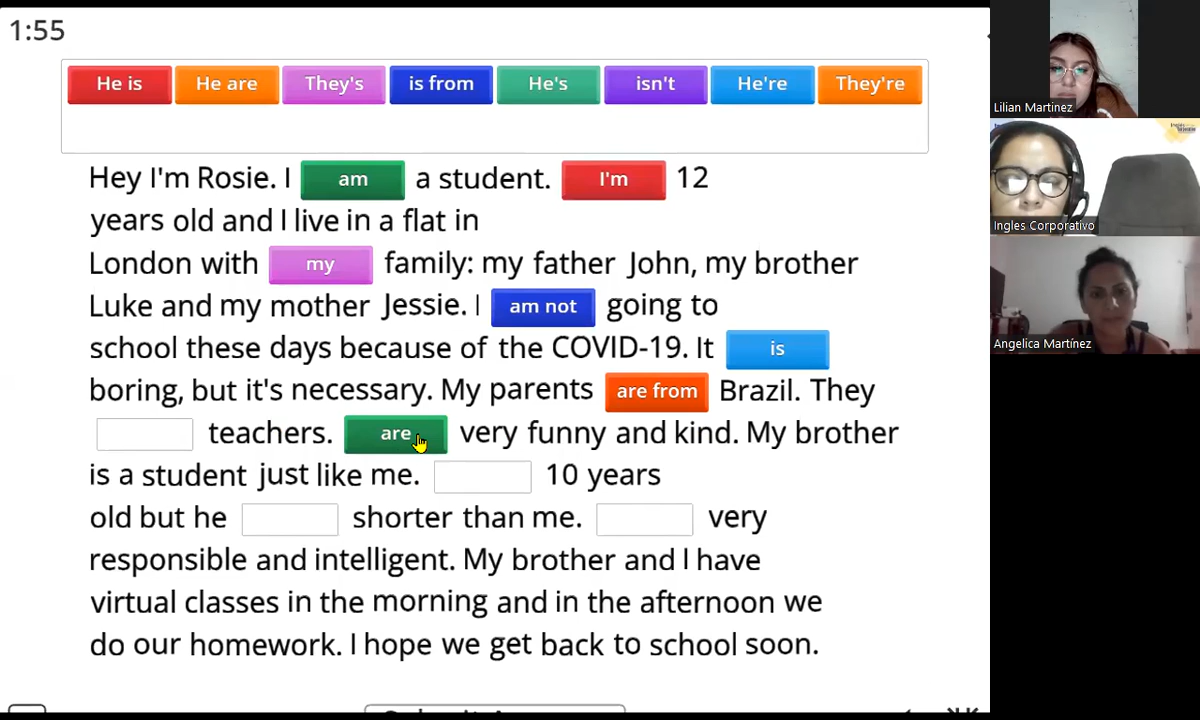 1:55
He is He are They's is from He's isn't He're They're
Hey I'm Rosie. I am a student. I'm 12
years old and I live in a flat in
London with my family: my father John, my brother
Luke and my mother Jessie. I am not going to
school these days because of the COVID-19. It is
boring, but it's necessary. My parents are from Brazil. They
teachers. are very funny and kind. My brother
is a student just like me. 10 years
old but he shorter than me. very
responsible and intelligent. My brother and I have
virtual classes in the morning and in the afternoon we
do our homework. I hope we get back to school soon.
Lilian Martinez
Ingles Corporativo
Angelica Martínez